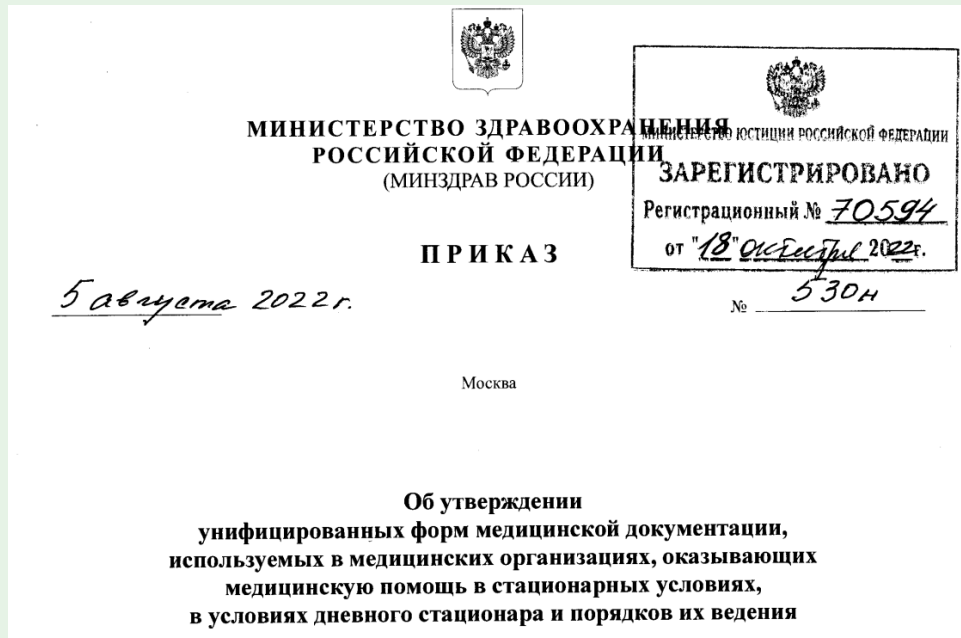 МИНИСТЕРСТВО ЗДРАВООХРАНЕНИЯ
РОССИЙСКОЙ ФЕДЕРАЦИИ
(МИНЗДРАВ РОССИИ)
МИНИСТЕРСТВО ЮСТИЦИИ РОССИЙСКОЙ ФЕДЕРАЦИИ
ЗАРЕГИСТРИРОВАНО
Регистрационный № 70594
от "18" октября 2022г.
ПРИКАЗ
5 августа 2022 г.
№ 530н
Москва
Об утверждении
унифицированных форм медицинской документации,
используемых в медицинских организациях, оказывающих
медицинскую помощь в стационарных условиях,
в условиях дневного стационара и порядков их ведения